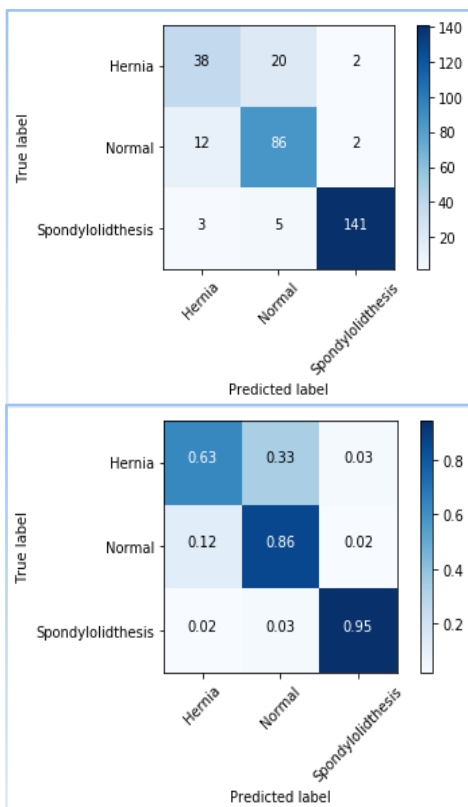 Hernia 38 20 2
Normal 12 86 2
Spondylolidthesis 3 5 141
True label
140
120
100
80
60
40
20
Hernia
Normal
Spondylolidthesis
Predicted label
Hernia 0.63 0.33 0.03
Normal 0.12 0.86 0.02
Spondylolidthesis 0.02 0.03 0.95
True label
0.8
0.6
0.4
0.2
Hernia
Normal
Spondylolidthesis
Predicted label